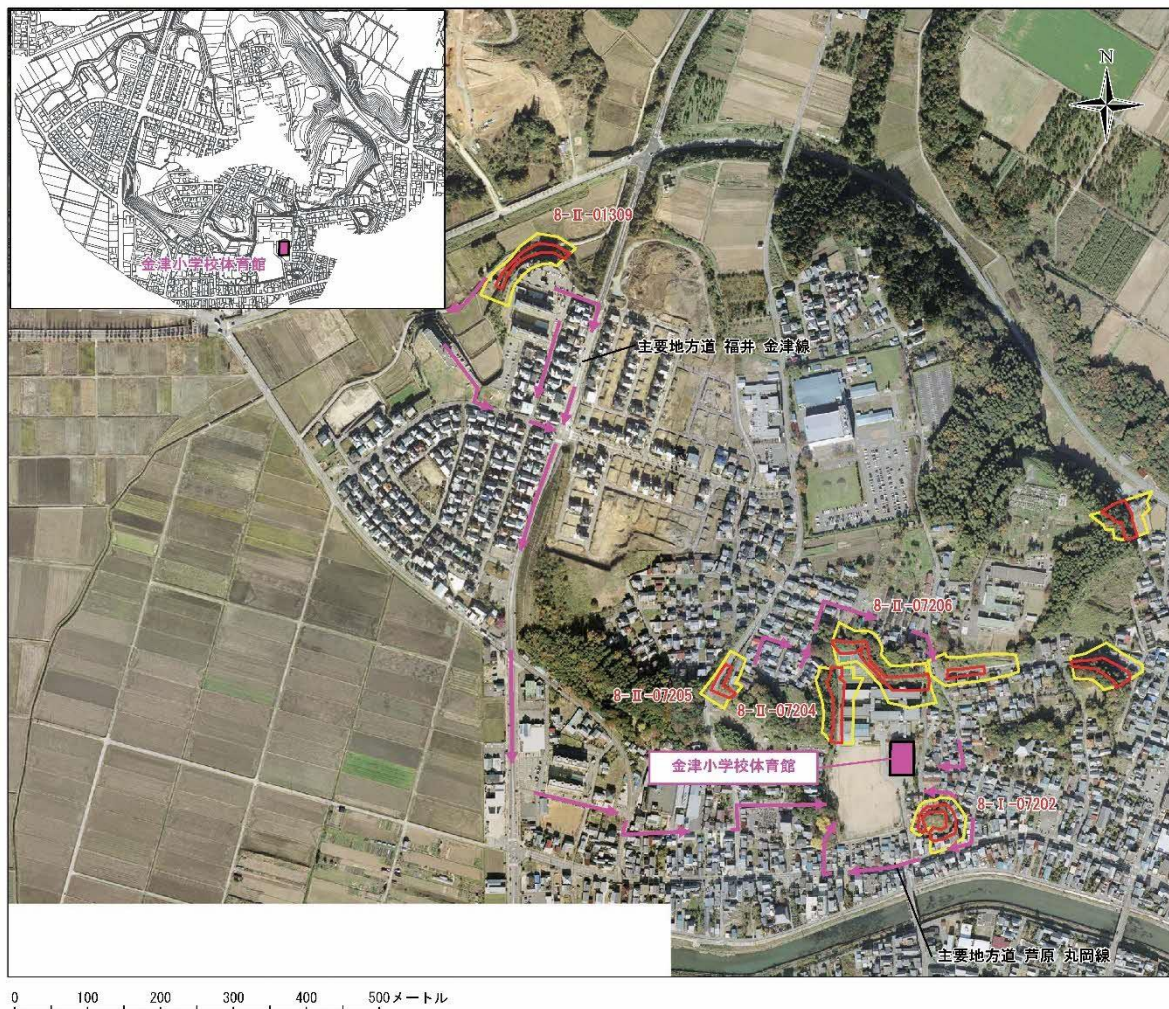 金津小学校体育館
N
8-Ⅱ-01309
主要地方道 福井 金津線
8-Ⅱ-07206
8-Ⅱ-07205
8-Ⅱ-07204
金津小学校体育館
8-Ⅰ-07202
主要地方道 芦原 丸岡線
0 100 200 300 400 500メートル